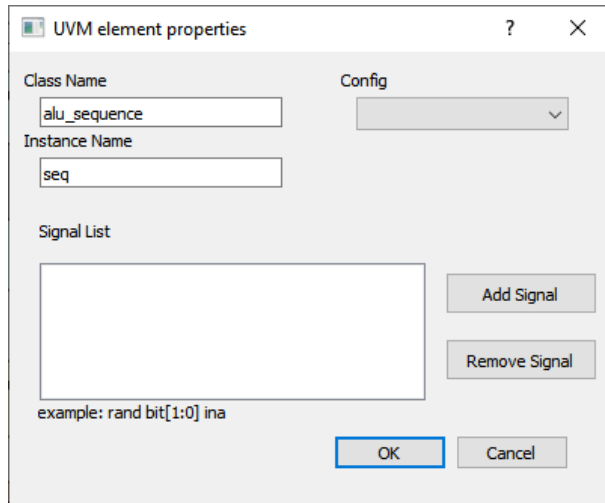 UVM element properties
?
Class Name
Config
alu_sequence
Instance Name
seq
Signal List
Add Signal
Remove Signal
example: rand bit[1:0] ina
OK
Cancel